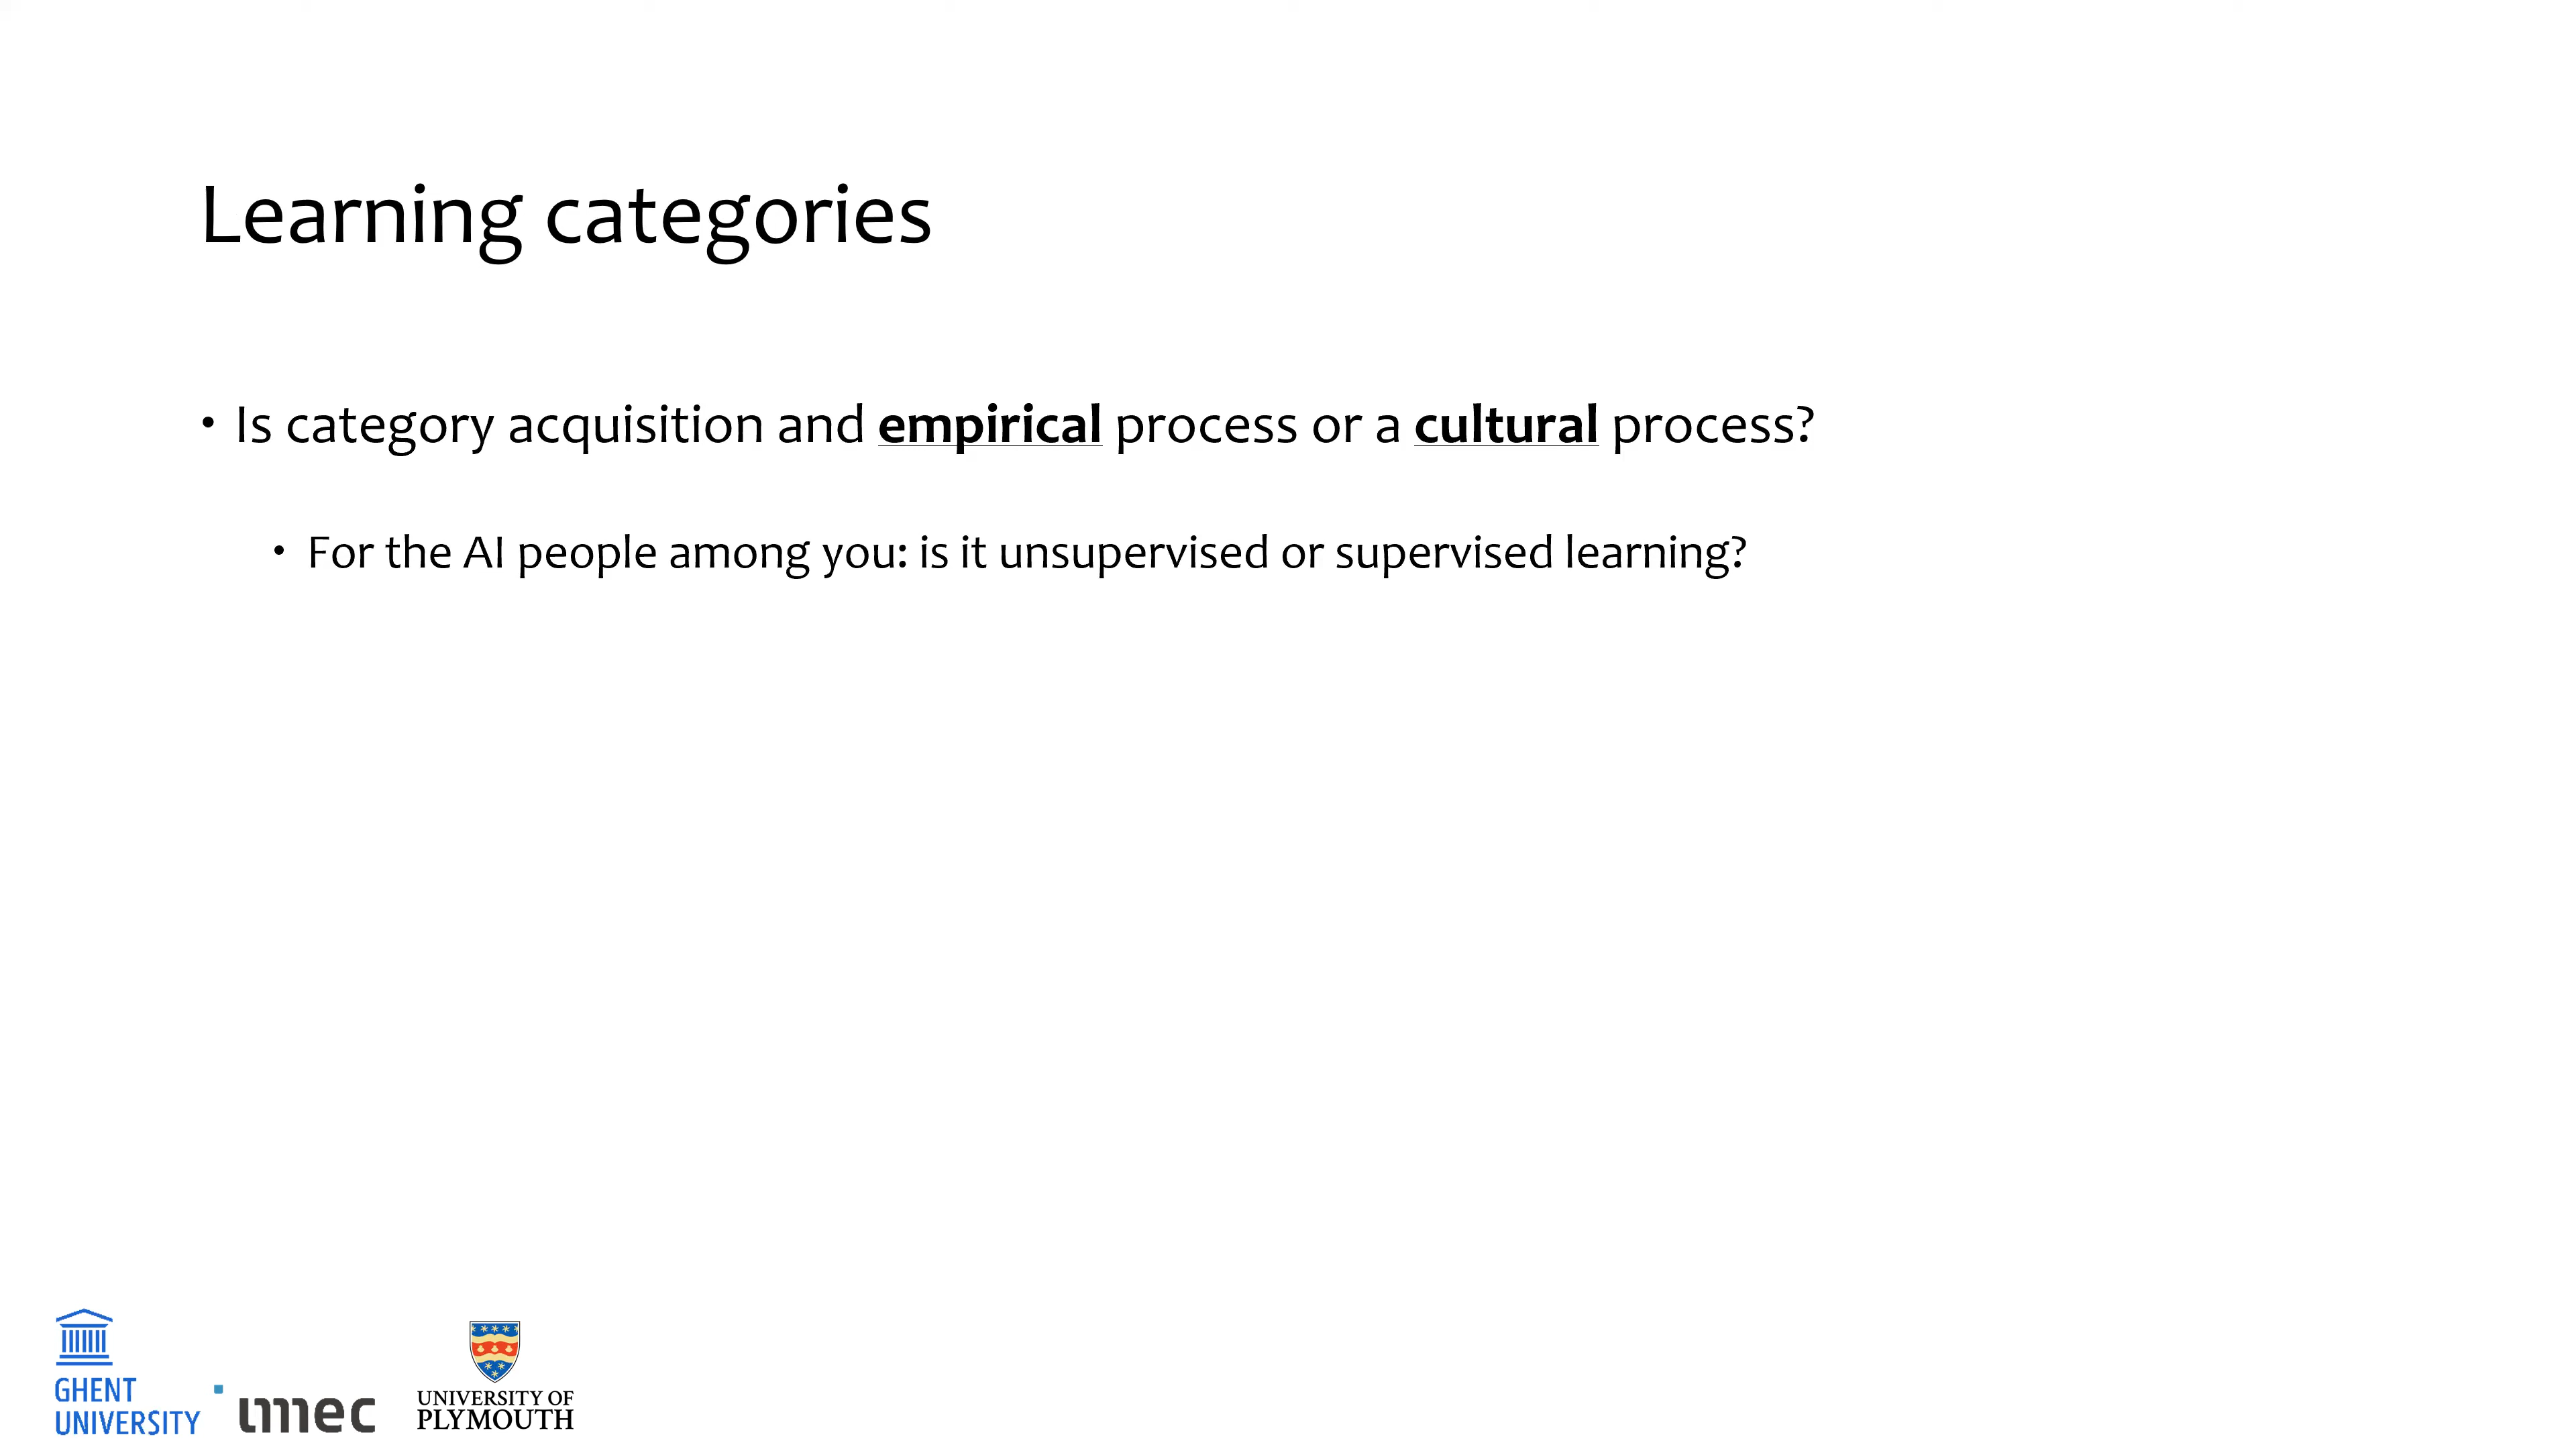 Learning categories
• Is category acquisition and empirical process or a cultural process?
• For the AI people among you: is it unsupervised or supervised learning?
GHENT
UNIVERSITY
imec
UNIVERSITY OF
PLYMOUTH